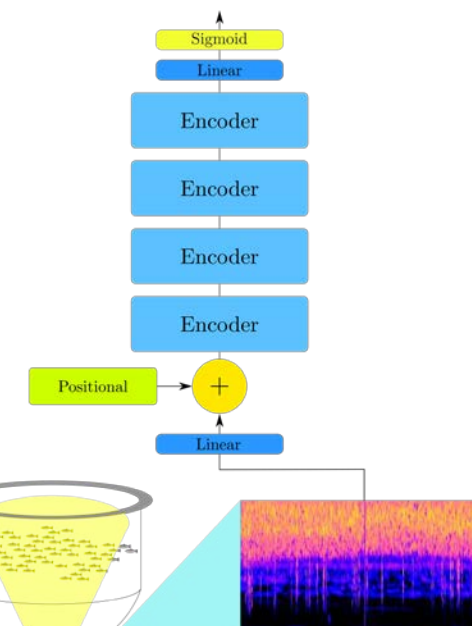 Sigmoid
Linear
Encoder
Encoder
Encoder
Encoder
Positional
+
Linear